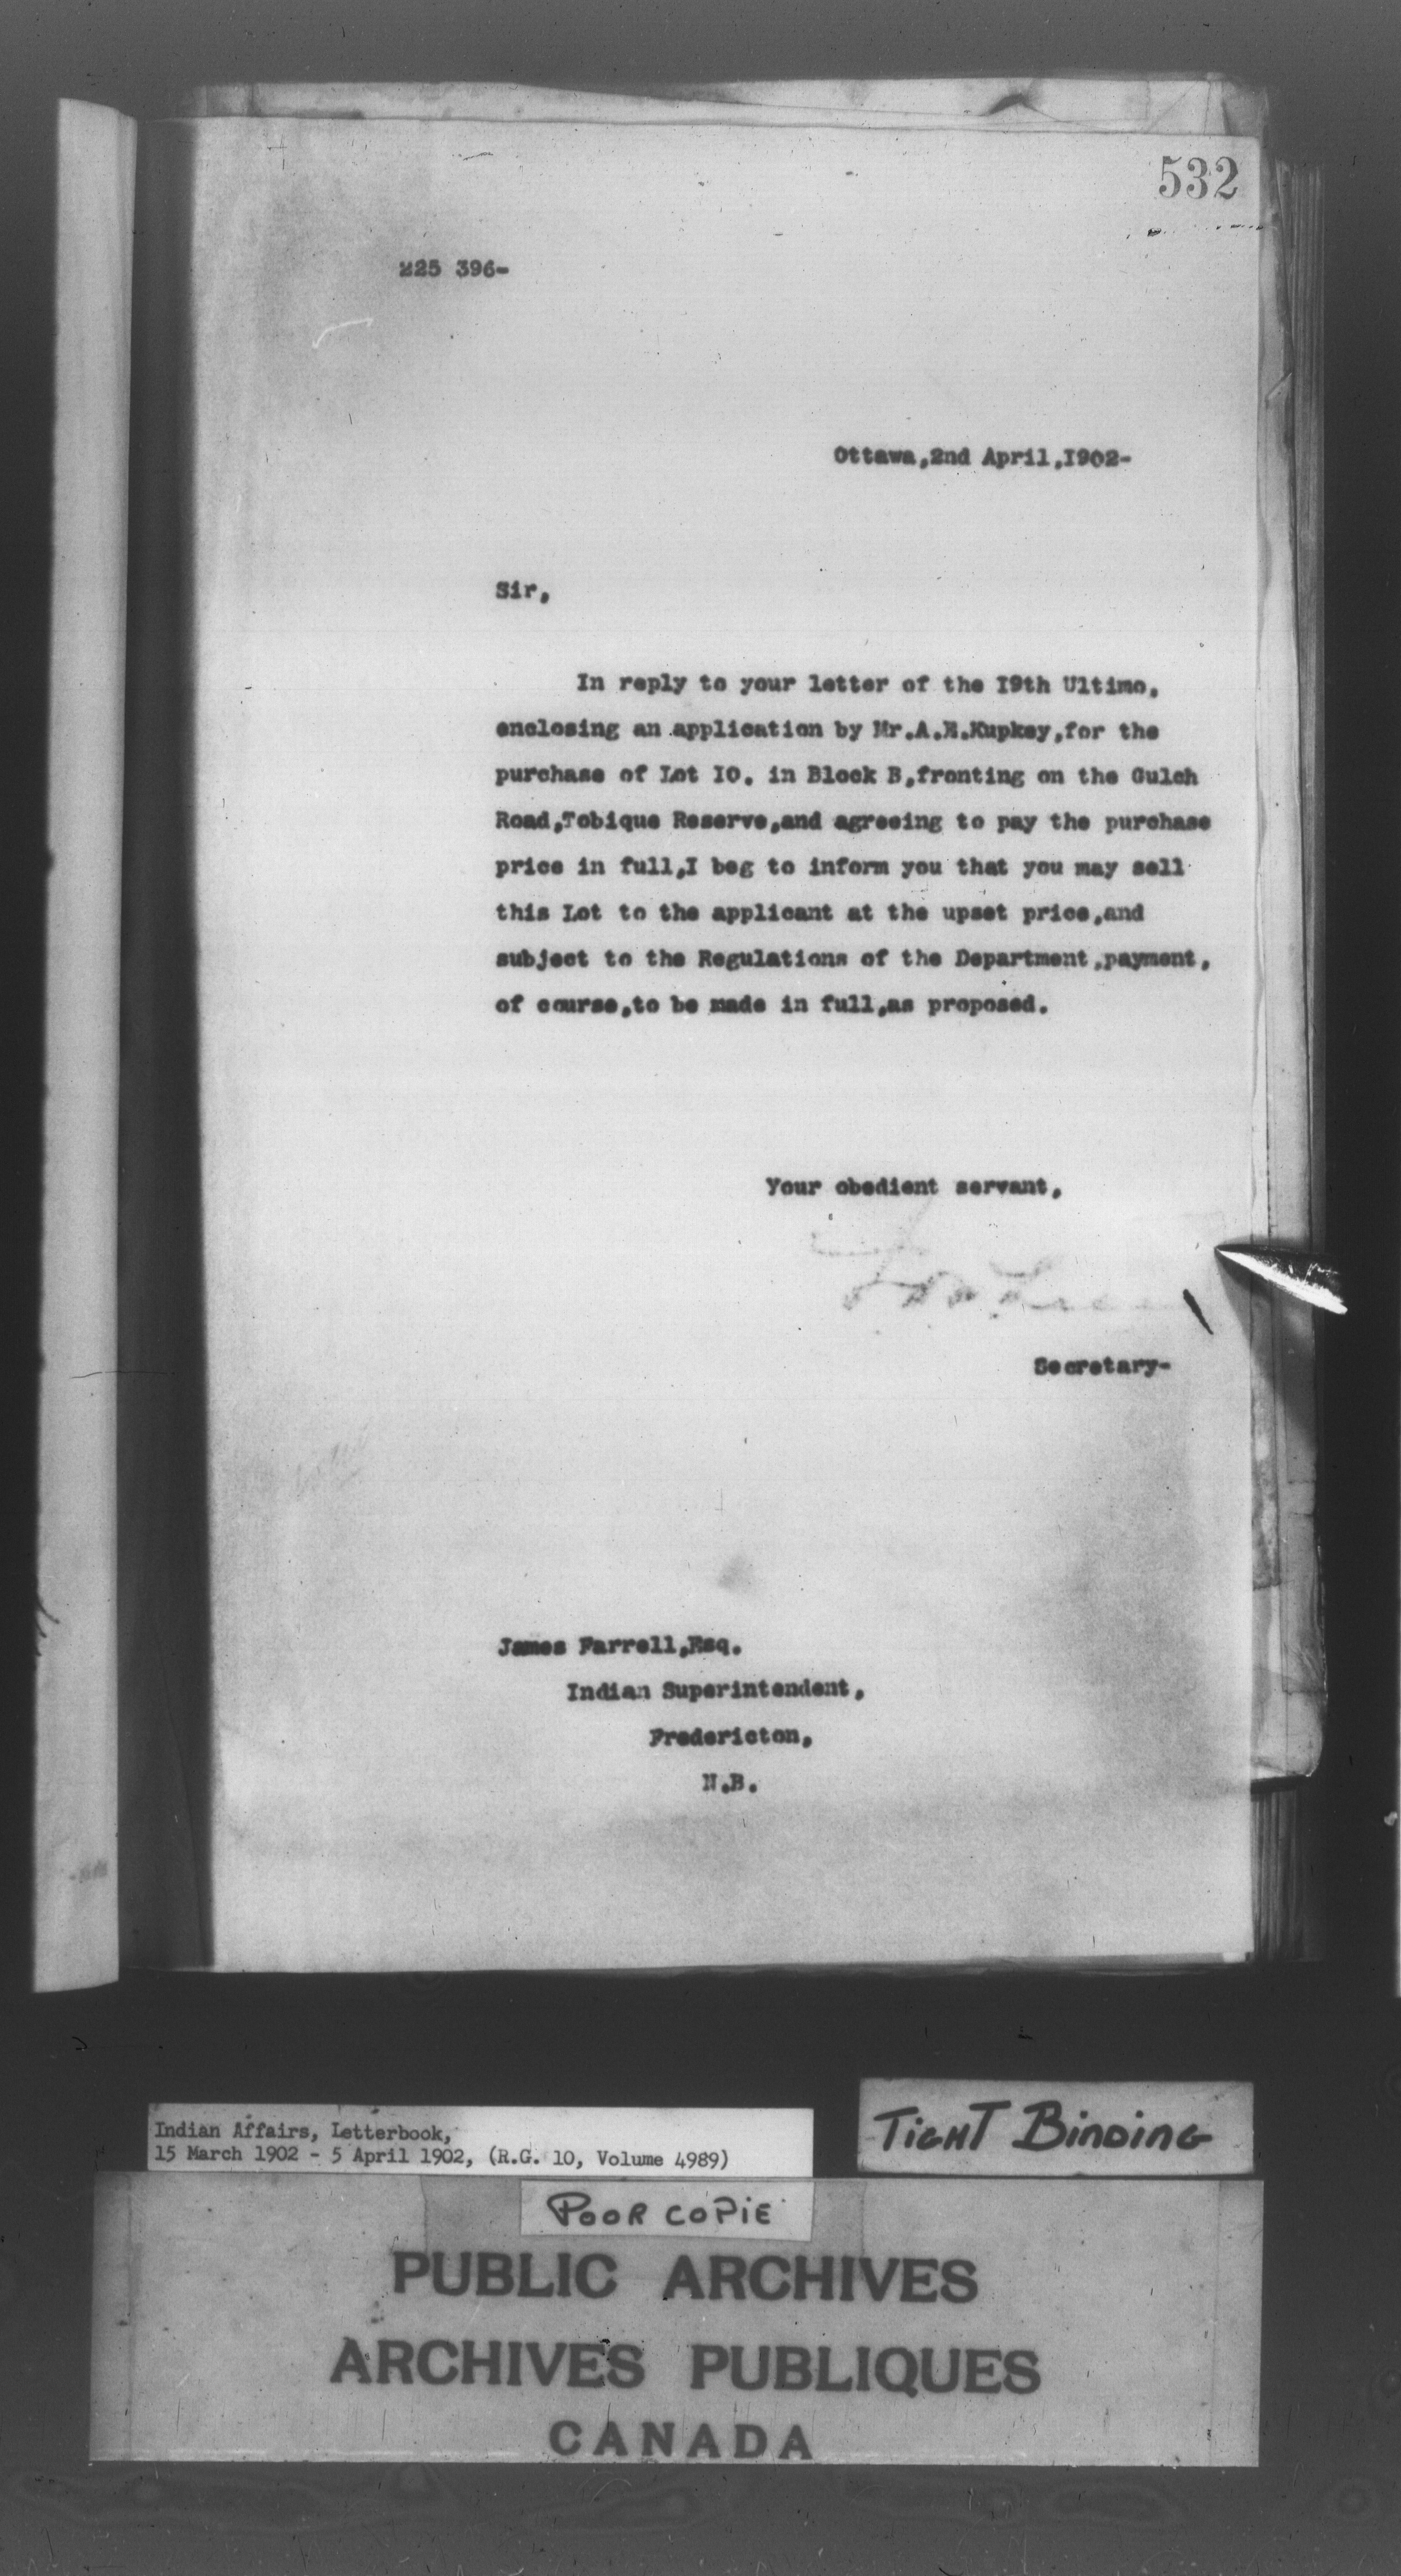 532
225 396-
Ottawa,2nd April,I902-
Sir,
In reply to your letter of the I9th Ultimo,
enclosing an application by Mr.A.E.Kupkey,for the
purchase of Lot IO. in Block B,fronting on the Gulch
Road,Tobique Reserve,and agreeing to pay the purchase
price in full,I beg to inform you that you may sell
this Lot to the applicant at the upset price,and
subject to the Regulations of the Department,payment,
of course,to be made in full,as proposed.
Your obedient servant,
Secretary-
James Farrell,Esq.
Indian Superintendent,
Fredericton,
N.B.
Indian Affairs, Letterbook,
15 March 1902 - 5 April 1902, (R.G. 10, Volume 4989)
TIGHT BINDING
POOR COPIE
PUBLIC ARCHIVES
ARCHIVES PUBLIQUES
CANADA